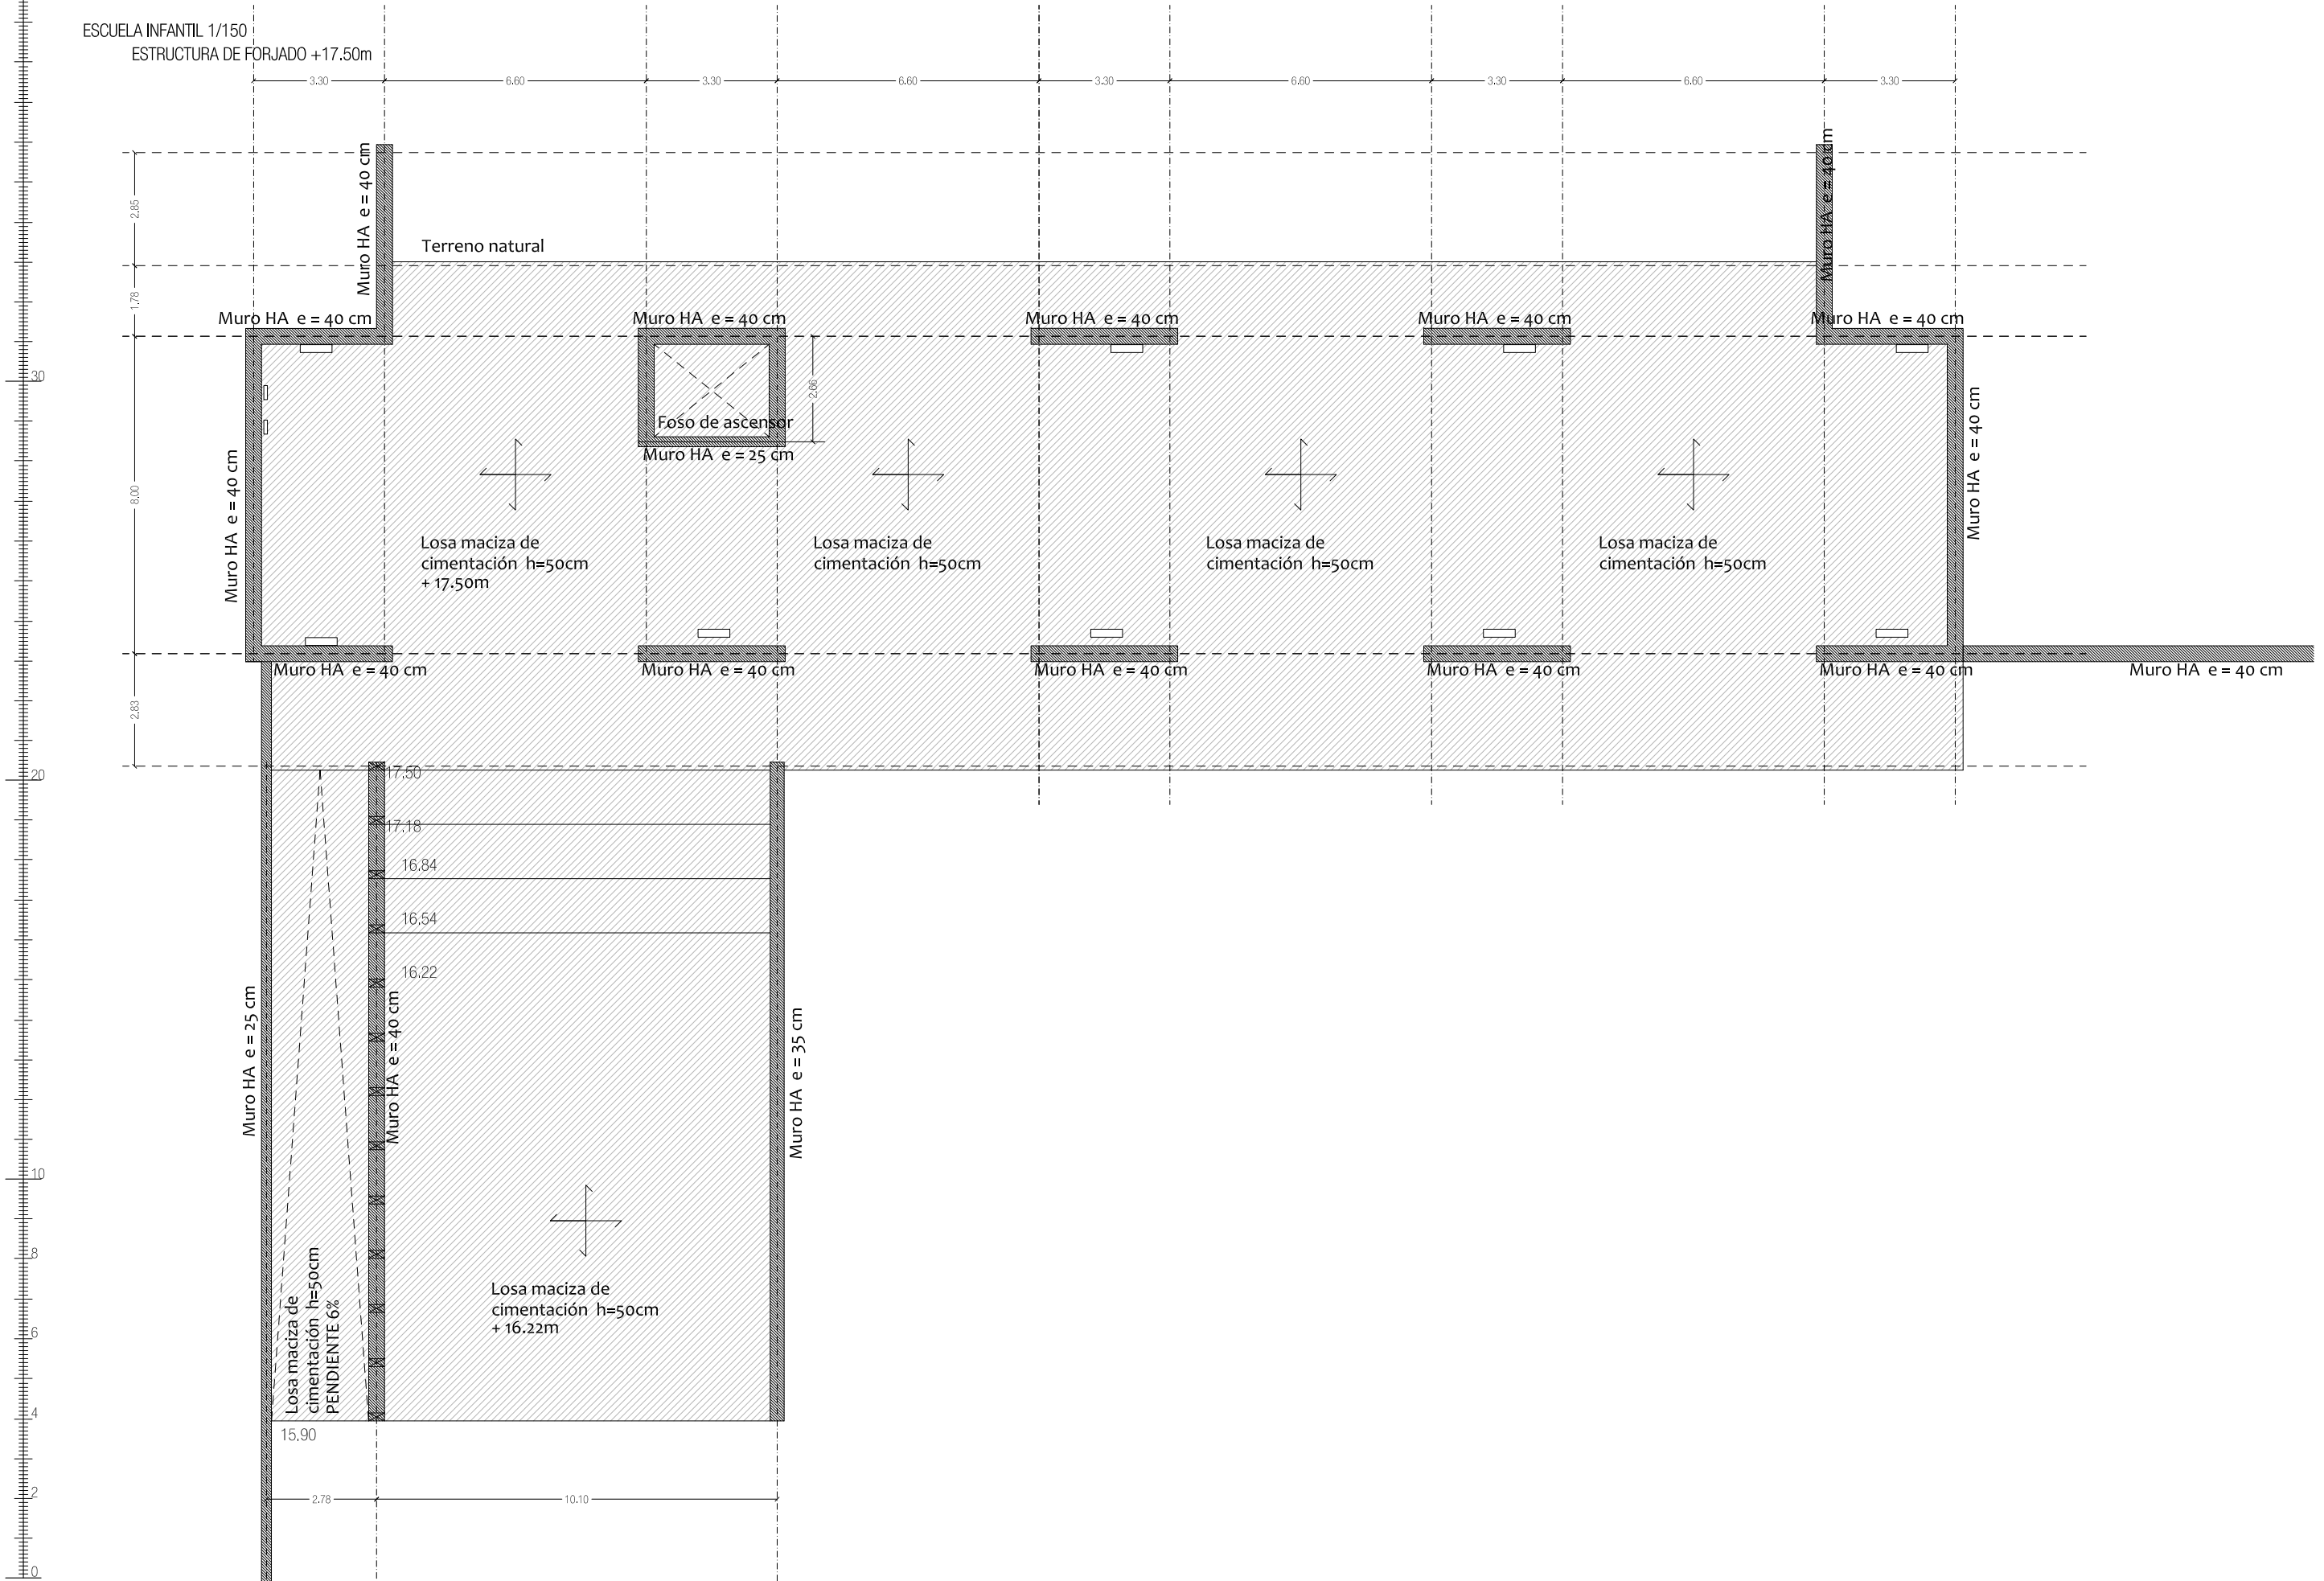 ESCUELA INFANTIL 1/150
ESTRUCTURA DE FORJADO +17.50m
3.30
6.60
3.30
6.60
3.30
6.60
3.30
6.60
3.30
Muro HA e = 40 cm
Muro HA e = 40 cm
2.85
Terreno natural
1.78
Muro HA e = 40 cm
Muro HA e = 40 cm
Muro HA e = 40 cm
Muro HA e = 40 cm
Muro HA e = 40 cm
30
2.66
Foso de ascensor
Muro HA e = 25 cm
Muro HA e = 40 cm
Muro HA e = 40 cm
8.00
Losa maciza de
cimentación h=50cm
+ 17.50m
Losa maciza de
cimentación h=50cm
Losa maciza de
cimentación h=50cm
Losa maciza de
cimentación h=50cm
Muro HA e = 40 cm
Muro HA e = 40 cm
Muro HA e = 40 cm
Muro HA e = 40 cm
Muro HA e = 40 cm
Muro HA e = 40 cm
2.83
20
17.50
17.18
16.84
16.54
16.22
Muro HA e = 25 cm
Muro HA e = 40 cm
Muro HA e = 35 cm
10
8
Losa maciza de
cimentación h=50cm
PENDIENTE 6%
Losa maciza de
cimentación h=50cm
+ 16.22m
6
4
15.90
2
2.78
10.10
0